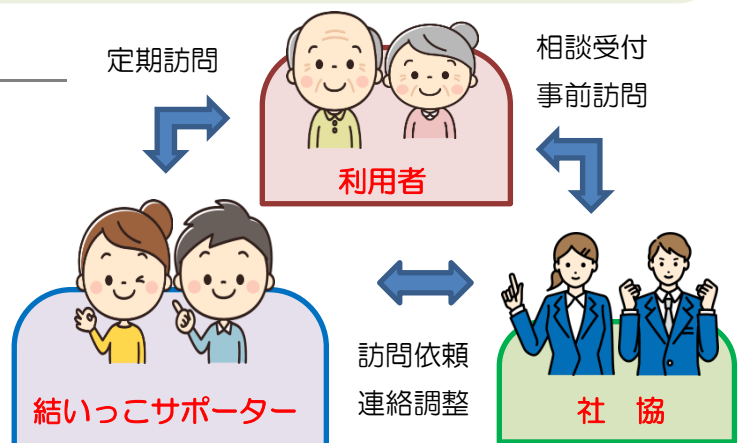 定期訪問
相談受付
事前訪問
利用者
訪問依頼
連絡調整
結いっこサポーター
社　協